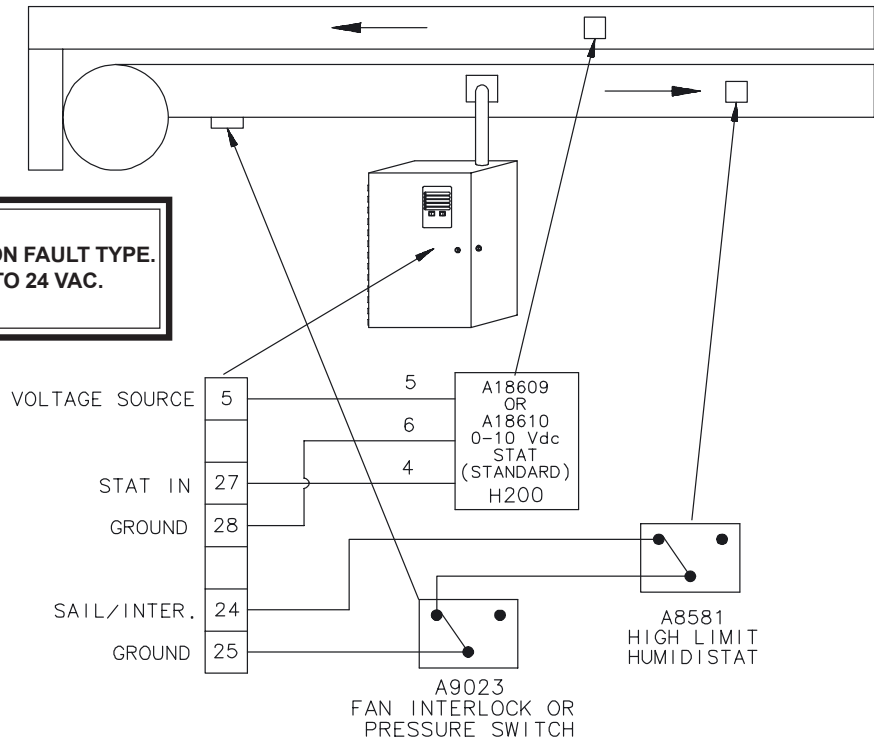 ON FAULT TYPE.
TO 24 VAC.
VOLTAGE SOURCE 5
5
A18609
OR
A18610
0-10 Vdc
STAT
(STANDARD)
H200
6
4
STAT IN 27
GROUND 28
SAIL/INTER. 24
GROUND 25
A8581
HIGH LIMIT
HUMIDISTAT
A9023
FAN INTERLOCK OR
PRESSURE SWITCH